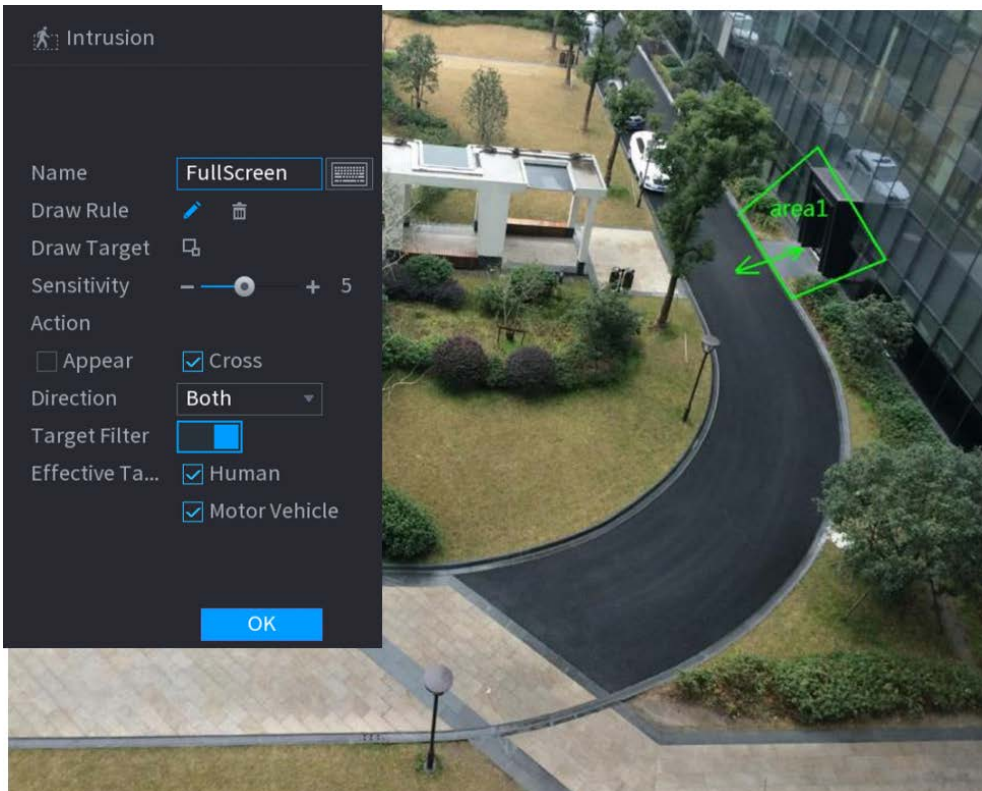 Intrusion
Name FullScreen
Draw Rule
Draw Target
Sensitivity - + 5
Action
Appear Cross
Direction Both
Target Filter
Effective Ta... Human
Motor Vehicle
OK
area1